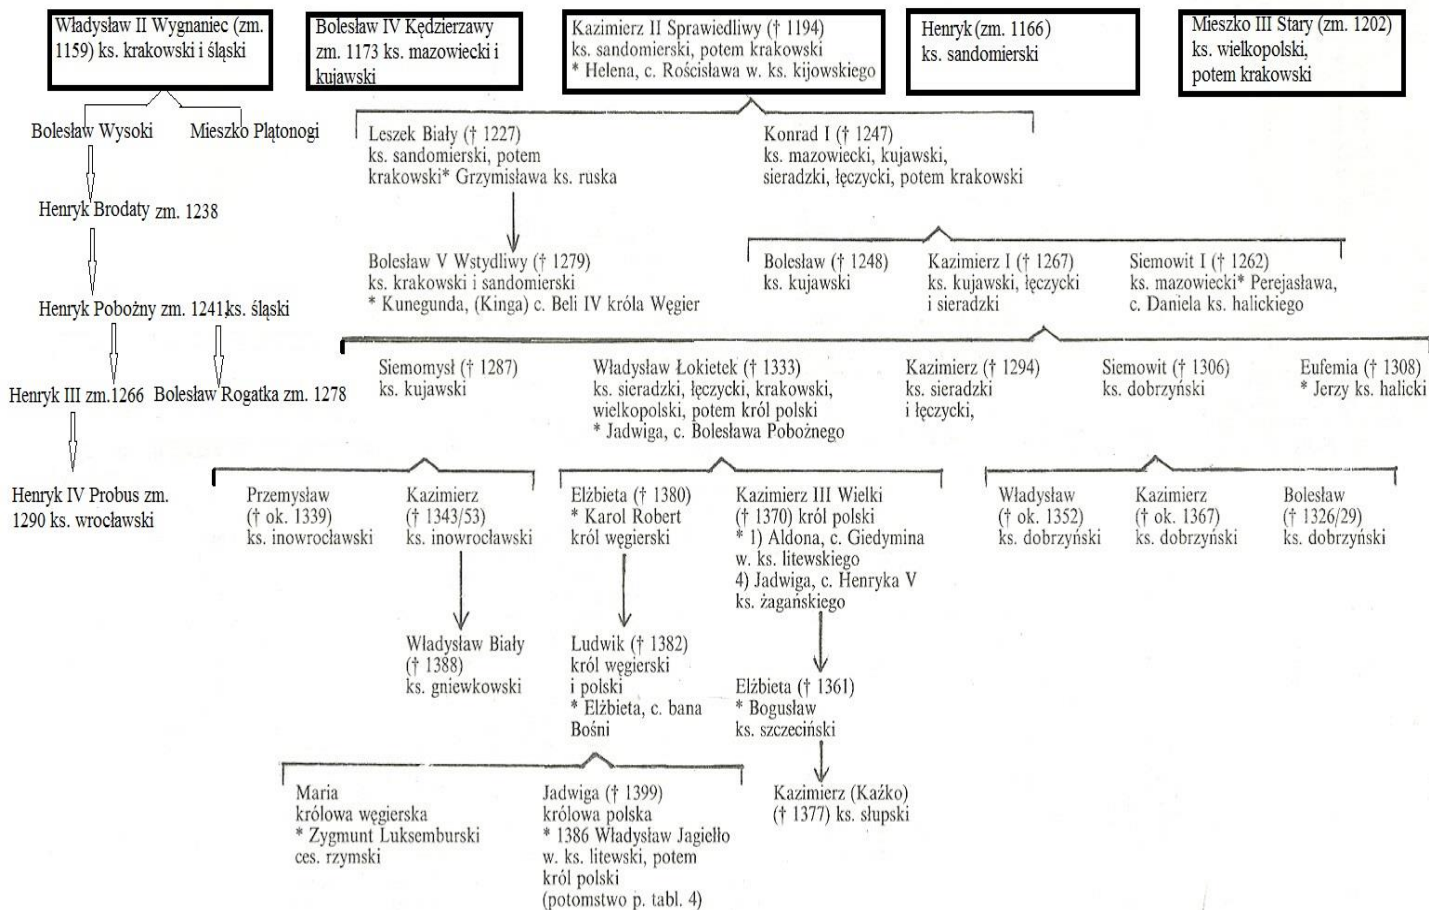 Władysław II Wygnaniec (zm.
1159) ks. krakowski i śląski
Bolesław IV Kędzierzawy
zm. 1173 ks. mazowiecki i
kujawski
Kazimierz II Sprawiedliwy († 1194)
ks. sandomierski, potem krakowski
* Helena, c. Rościsława w. ks. kijowskiego
Henryk (zm. 1166)
ks. sandomierski
Mieszko III Stary (zm. 1202)
ks. wielkopolski,
potem krakowski
Bolesław Wysoki
Mieszko Plątonogi
Leszek Biały († 1227)
ks. sandomierski, potem
krakowski* Grzymisława ks. ruska
Konrad I († 1247)
ks. mazowiecki, kujawski,
sieradzki, łęczycki, potem krakowski
Henryk Brodaty zm. 1238
Bolesław V Wstydliwy († 1279)
ks. krakowski i sandomierski
* Kunegunda, (Kinga) c. Beli IV króla Węgier
Bolesław († 1248)
ks. kujawski
Kazimierz I († 1267)
ks. kujawski, łęczycki
i sieradzki
Siemowit I († 1262)
ks. mazowiecki* Perejasława,
c. Daniela ks. halickiego
Henryk Pobożny zm. 1241,ks. śląski
Henryk III zm.1266
Bolesław Rogatka zm. 1278
Siemomysł († 1287)
ks. kujawski
Władysław Łokietek († 1333)
ks. sieradzki, łęczycki, krakowski,
wielkopolski, potem król polski
* Jadwiga, c. Bolesława Pobożnego
Kazimierz († 1294)
ks. sieradzki
i łęczycki,
Siemowit († 1306)
ks. dobrzyński
Eufemia († 1308)
* Jerzy ks. halicki
Henryk IV Probus zm.
1290 ks. wrocławski
Przemysław
(† ok. 1339)
ks. inowrocławski
Kazimierz
(† 1343/53)
ks. inowrocławski
Elżbieta († 1380)
* Karol Robert
król węgierski
Kazimierz III Wielki
(† 1370) król polski
* 1) Aldona, c. Giedymina
w. ks. litewskiego
4) Jadwiga, c. Henryka V
ks. żagańskiego
Władysław
(† ok. 1352)
ks. dobrzyński
Kazimierz
(† ok. 1367)
ks. dobrzyński
Bolesław
(† 1326/29)
ks. dobrzyński
Władysław Biały
(† 1388)
ks. gniewkowski
Ludwik († 1382)
król węgierski
i polski
* Elżbieta, c. bana
Bośni
Elżbieta († 1361)
* Bogusław
ks. szczeciński
Maria
królowa węgierska
* Zygmunt Luksemburski
ces. rzymski
Jadwiga († 1399)
królowa polska
* 1386 Władysław Jagiełło
w. ks. litewski, potem
król polski
(potomstwo p. tabl. 4)
Kazimierz (Kaźko)
(† 1377) ks. słupski